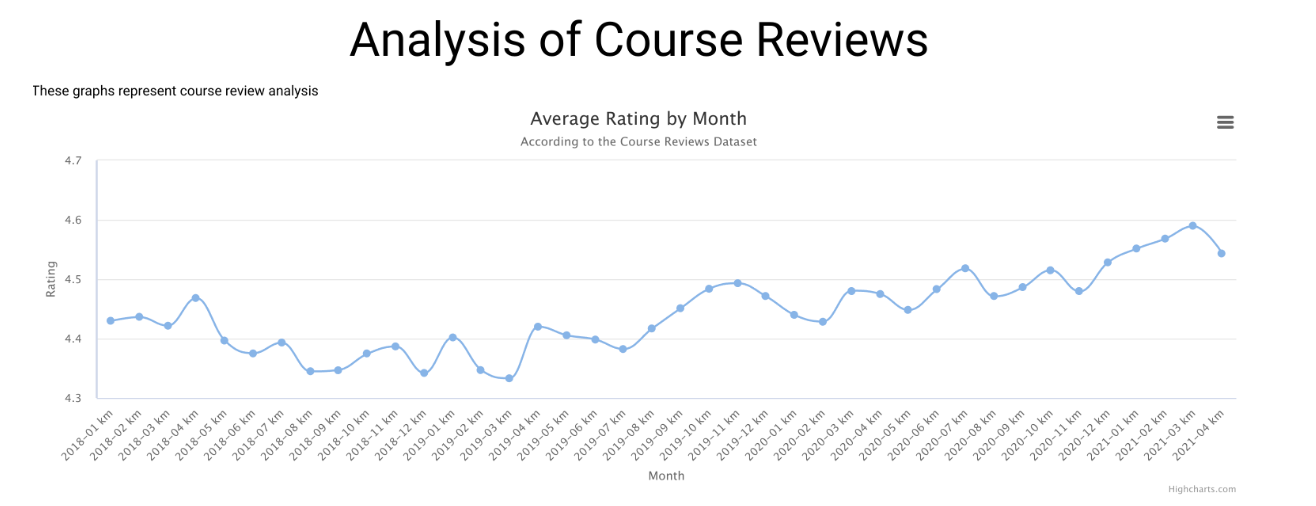 Analysis of Course Reviews
These graphs represent course review analysis
Average Rating by Month
According to the Course Reviews Dataset
4.7
4.6
4.5
4.4
4.3
Rating
2018-01 km
2018-02 km
2018-03 km
2018-04 km
2018-05 km
2018-06 km
2018-07 km
2018-08 km
2018-09 km
2018-10 km
2018-11 km
2018-12 km
2019-01 km
2019-02 km
2019-03 km
2019-04 km
2019-05 km
2019-06 km
2019-07 km
2019-08 km
2019-09 km
2019-10 km
2019-11 km
2019-12 km
2020-01 km
2020-02 km
2020-03 km
2020-04 km
2020-05 km
2020-06 km
2020-07 km
2020-08 km
2020-09 km
2020-10 km
2020-11 km
2020-12 km
2021-01 km
2021-02 km
2021-03 km
2021-04 km
Month
Highcharts.com